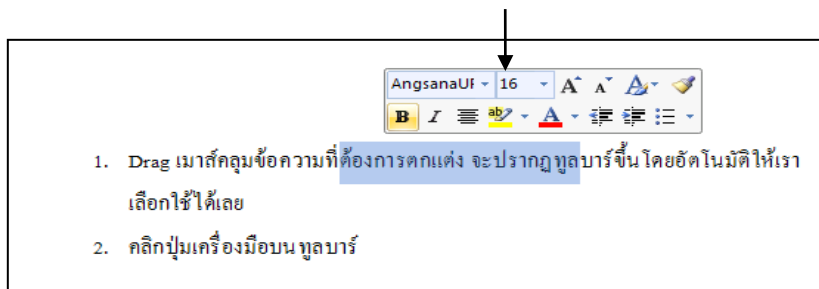 AngsanaUI 16
B I
1. Drag เมาส์คลุมข้อความที่ต้องการตกแต่ง จะปรากฏทูลบาร์ขึ้นโดยอัตโนมัติให้เรา
เลือกใช้ได้เลย
2. คลิกปุ่มเครื่องมือบนทูลบาร์